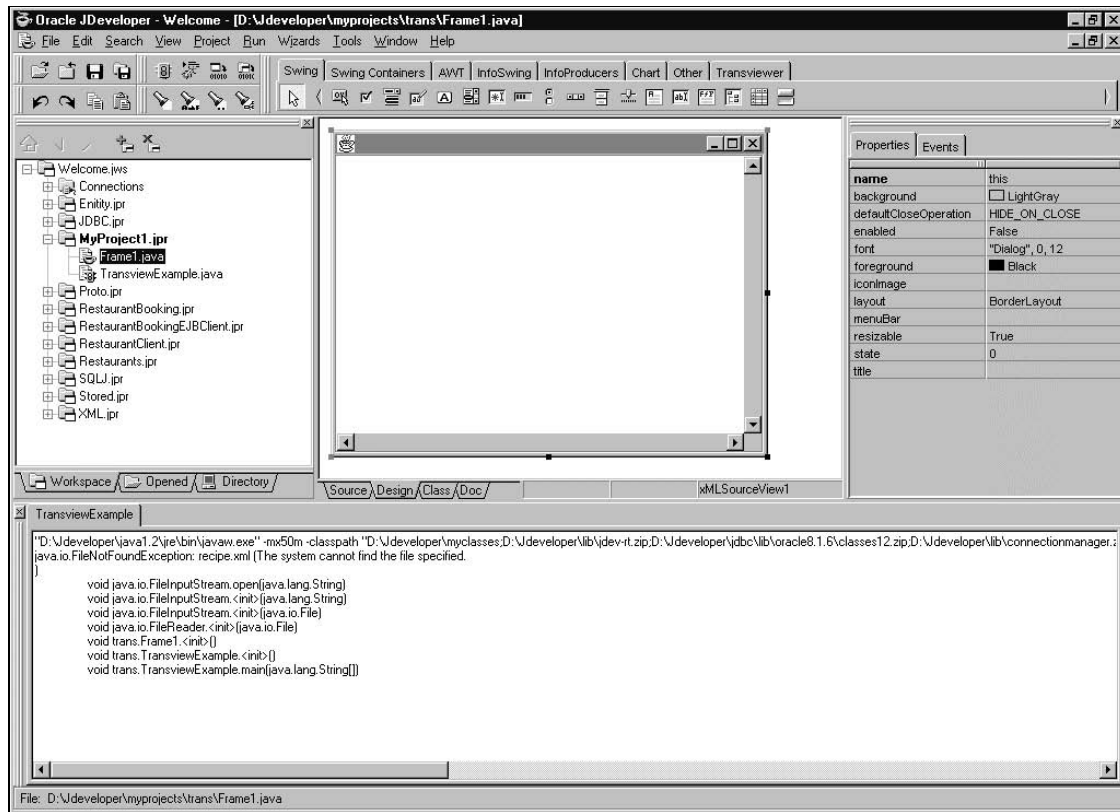 Oracle JDeveloper - Welcome - [D:\Jdeveloper\myprojects\trans\Frame1.java]
File Edit Search View Project Run Wizards Tools Window Help
Swing Swing Containers AWT InfoSwing InfoProducers Chart Other Transviewer
Welcome.jws
Connections
Enitity.jpr
JDBC.jpr
MyProject1.jpr
Frame1.java
TransviewExample.java
Proto.jpr
RestaurantBooking.jpr
RestaurantBookingEJBClient.jpr
RestaurantClient.jpr
Restaurants.jpr
SQLJ.jpr
Stored.jpr
XML.jpr
Workspace Opened Directory
Source Design Class Doc xMLSourceView1
Properties Events
name this
background LightGray
defaultCloseOperation HIDE_ON_CLOSE
enabled False
font "Dialog", 0, 12
foreground Black
iconImage
layout BorderLayout
menuBar
resizable True
state 0
title
TransviewExample
"D:\Jdeveloper\java1.2\jre\bin\javaw.exe" -mx50m -classpath "D:\Jdeveloper\myclasses;D:\Jdeveloper\lib\jdev-rt.zip;D:\Jdeveloper\jdbc\lib\oracle8.1.6\classes12.zip;D:\Jdeveloper\lib\connectionmanager.z
java.io.FileNotFoundException: recipe.xml (The system cannot find the file specified.
)
void java.io.FileInputStream.open(java.lang.String)
void java.io.FileInputStream.<init>(java.lang.String)
void java.io.FileInputStream.<init>(java.io.File)
void java.io.FileReader.<init>(java.io.File)
void trans.Frame1.<init>()
void trans.TransviewExample.<init>()
void trans.TransviewExample.main(java.lang.String[])
File: D:\Jdeveloper\myprojects\trans\Frame1.java